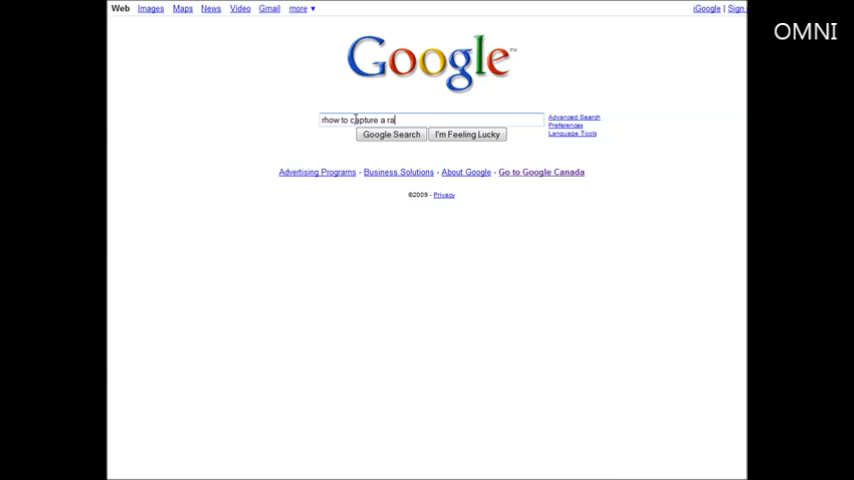 Web Images Maps News Video Gmail more ▼ iGoogle | Sign
OMNI
Google™
rhow to capture a ra
Advanced Search
Preferences
Language Tools
Google Search I'm Feeling Lucky
Advertising Programs - Business Solutions - About Google - Go to Google Canada
©2009 - Privacy